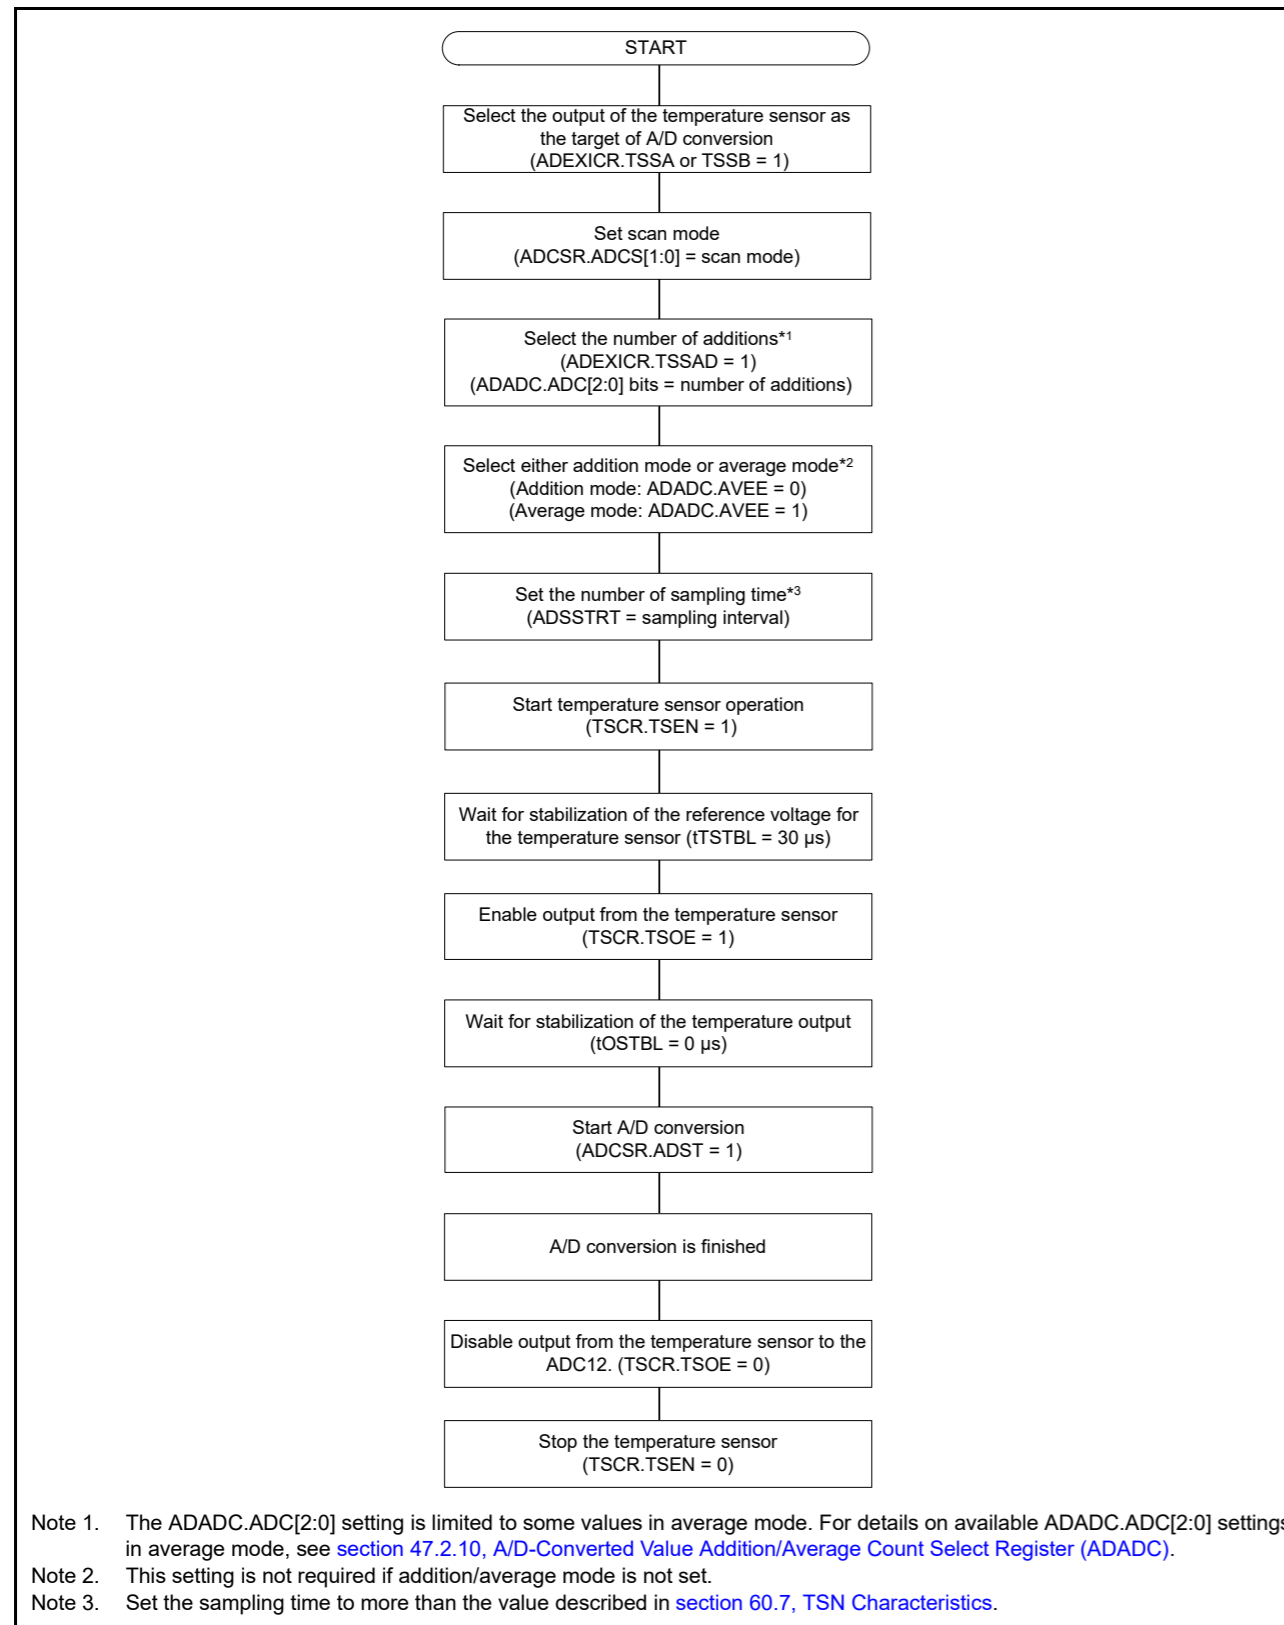 START
Select the output of the temperature sensor as
the target of A/D conversion
(ADEXICR.TSSA or TSSB = 1)
Set scan mode
(ADCSR.ADCS[1:0] = scan mode)
Select the number of additions*1
(ADEXICR.TSSAD = 1)
(ADADC.ADC[2:0] bits = number of additions)
Select either addition mode or average mode*2
(Addition mode: ADADC.AVEE = 0)
(Average mode: ADADC.AVEE = 1)
Set the number of sampling time*3
(ADSSTRT = sampling interval)
Start temperature sensor operation
(TSCR.TSEN = 1)
Wait for stabilization of the reference voltage for
the temperature sensor (tTSTBL = 30 µs)
Enable output from the temperature sensor
(TSCR.TSOE = 1)
Wait for stabilization of the temperature output
(tOSTBL = 0 µs)
Start A/D conversion
(ADCSR.ADST = 1)
A/D conversion is finished
Disable output from the temperature sensor to the
ADC12. (TSCR.TSOE = 0)
Stop the temperature sensor
(TSCR.TSEN = 0)
Note 1. The ADADC.ADC[2:0] setting is limited to some values in average mode. For details on available ADADC.ADC[2:0] settings
in average mode, see section 47.2.10, A/D-Converted Value Addition/Average Count Select Register (ADADC).
Note 2. This setting is not required if addition/average mode is not set.
Note 3. Set the sampling time to more than the value described in section 60.7, TSN Characteristics.